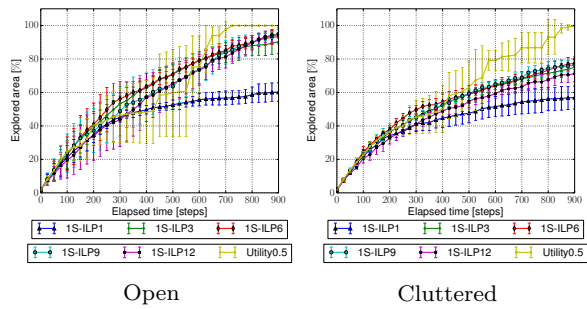 Explored area [%]
100
80
60
40
20
0
0 100 200 300 400 500 600 700 800 900
Elapsed time [steps]
1S-ILP1 1S-ILP3 1S-ILP6
1S-ILP9 1S-ILP12 Utility0.5
Open
Explored area [%]
100
80
60
40
20
0
0 100 200 300 400 500 600 700 800 900
Elapsed time [steps]
1S-ILP1 1S-ILP3 1S-ILP6
1S-ILP9 1S-ILP12 Utility0.5
Cluttered